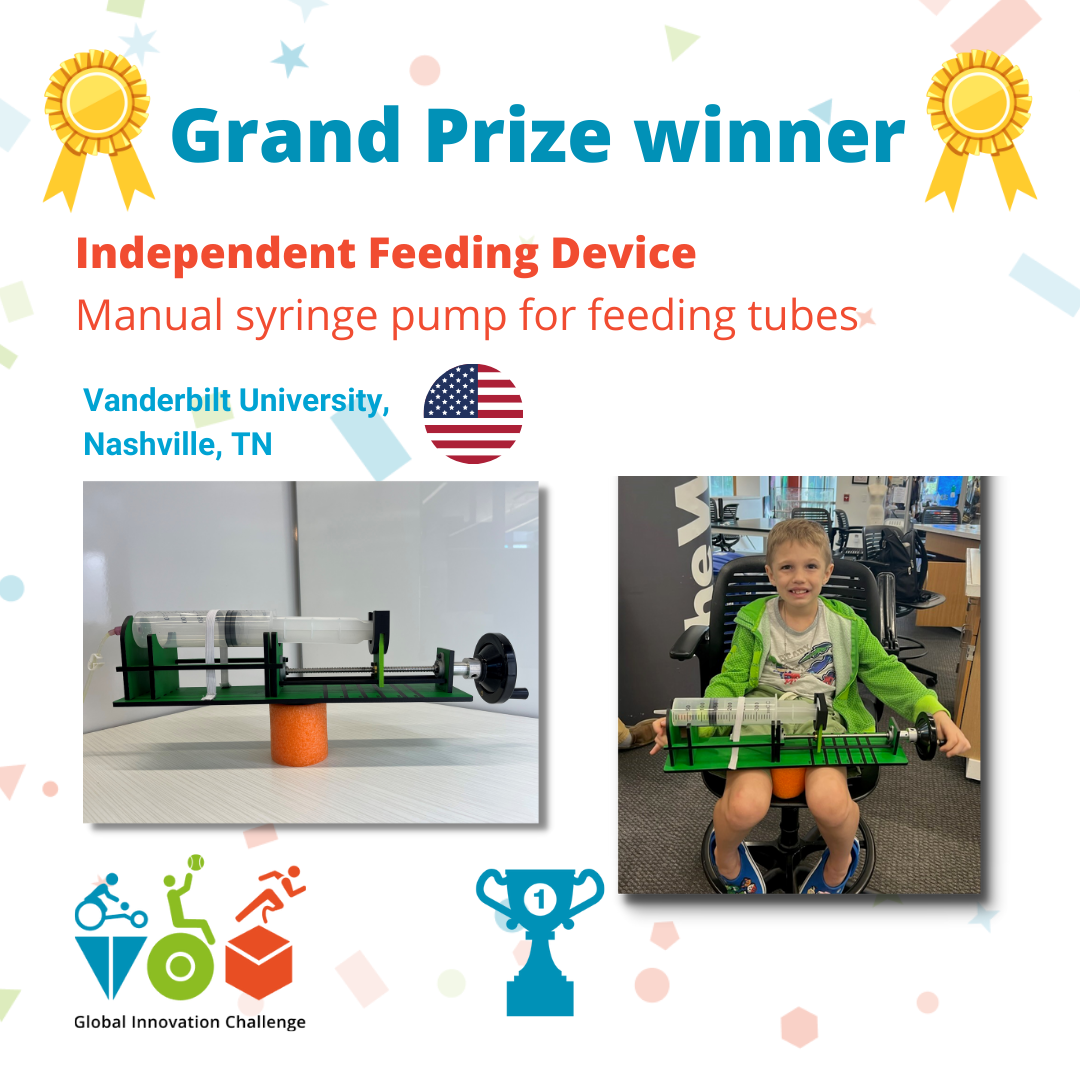 Grand Prize winner
Independent Feeding Device
Manual syringe pump for feeding tubes
Vanderbilt University,
Nashville, TN
1
Global Innovation Challenge